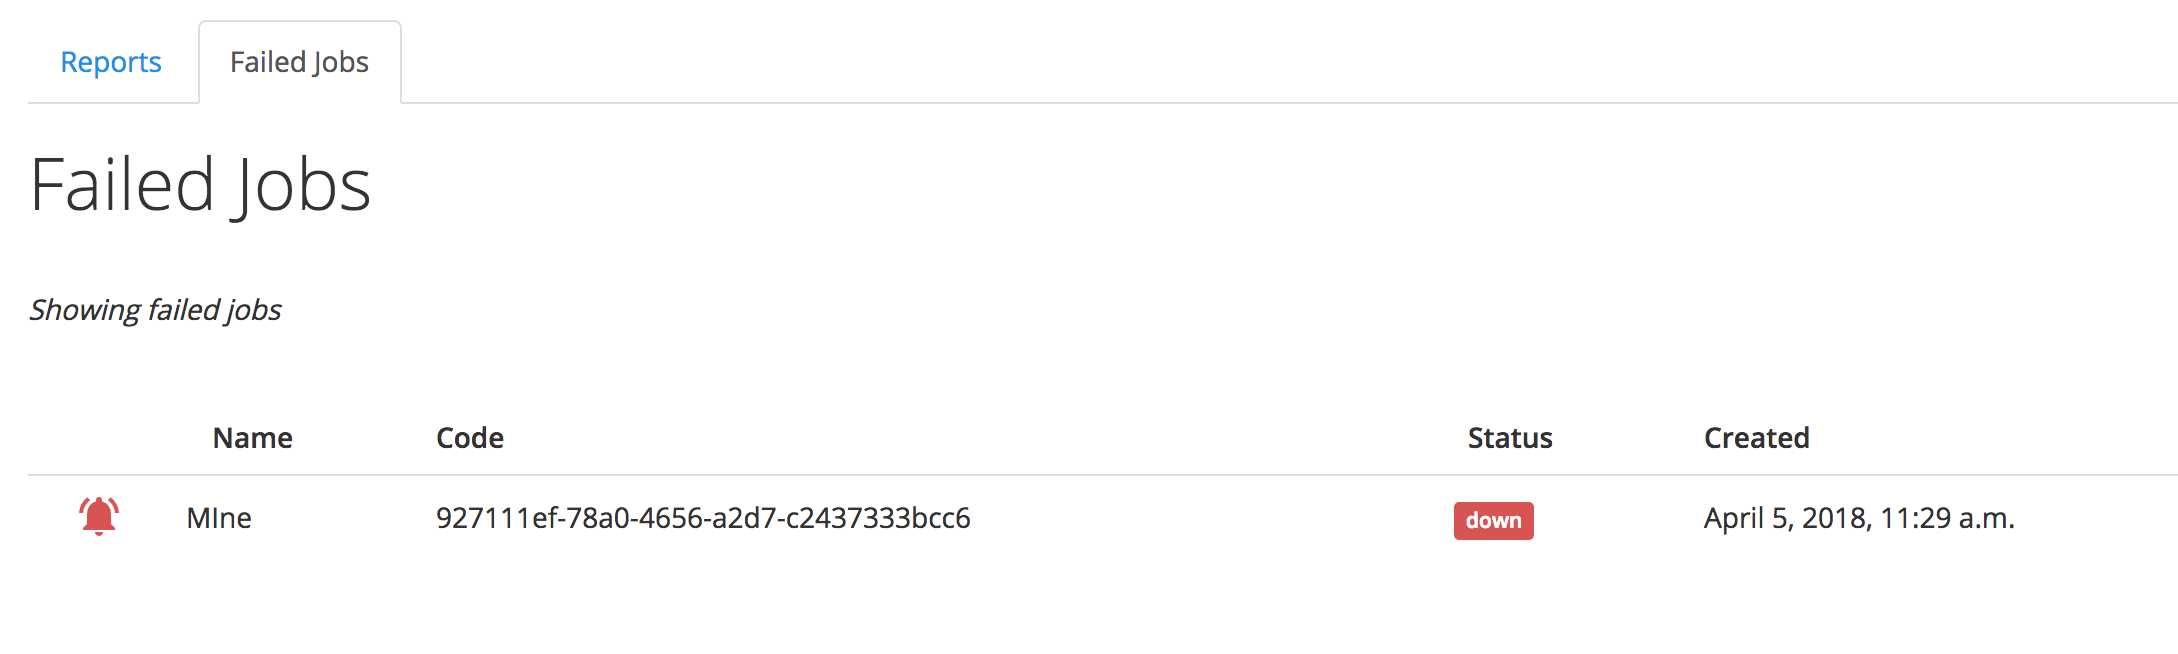 Reports Failed Jobs
Failed Jobs
Showing failed jobs
Name Code Status Created
MIne 927111ef-78a0-4656-a2d7-c2437333bcc6 down April 5, 2018, 11:29 a.m.